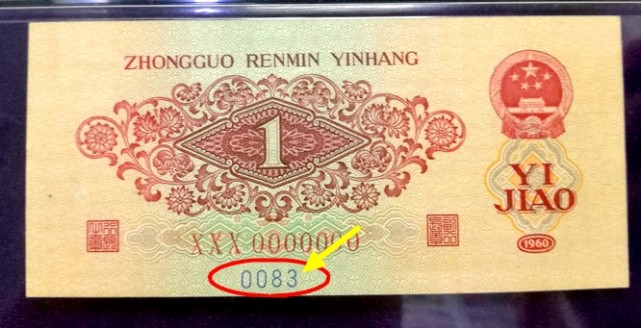 ZHONGGUO RENMIN YINHANG
1
YI
JIAO
XXX 0000000
1960
0083